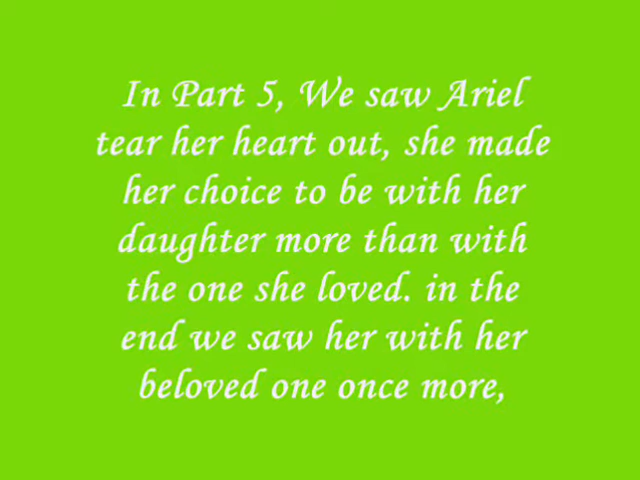 In Part 5, We saw Ariel
tear her heart out, she made
her choice to be with her
daughter more than with
the one she loved. in the
end we saw her with her
beloved one once more,